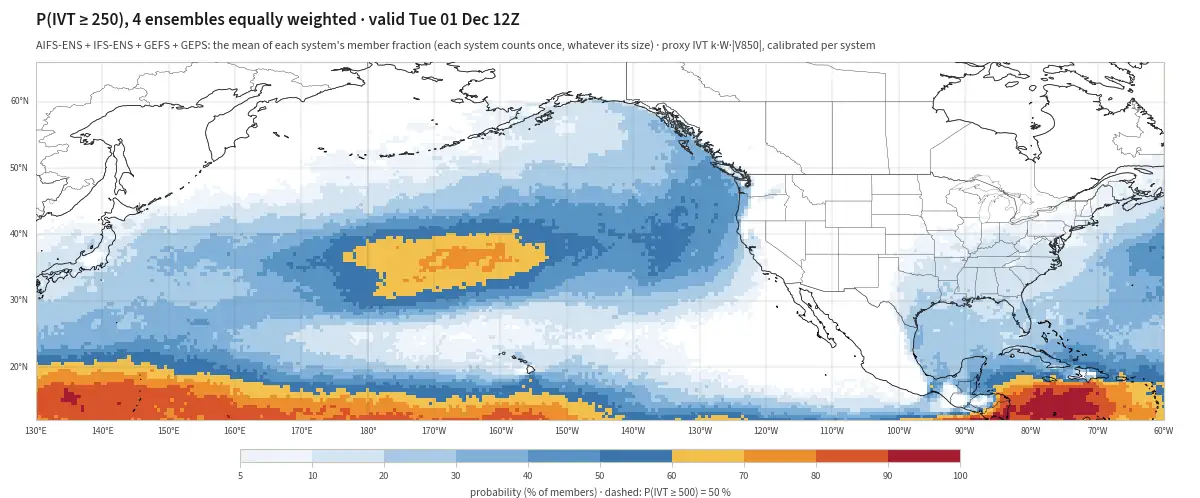 P(IVT ≥ 250), 4 ensembles equally weighted · valid Tue 01 Dec 12Z
AIFS-ENS + IFS-ENS + GEFS + GEPS: the mean of each system's member fraction (each system counts once, whatever its size) · proxy IVT k·W·|V850|, calibrated per system
60°N
50°N
40°N
30°N
20°N
130°E 140°E 150°E 160°E 170°E 180° 170°W 160°W 150°W 140°W 130°W 120°W 110°W 100°W 90°W 80°W 70°W 60°W
5 10 20 30 40 50 60 70 80 90 100
probability (% of members) · dashed: P(IVT ≥ 500) = 50 %